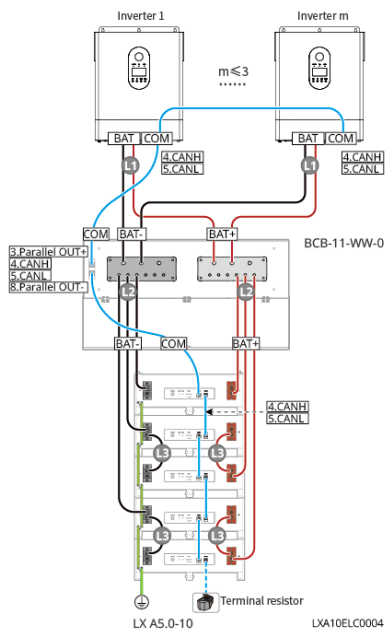 Inverter 1
Inverter m
m≤3
......
BAT COM
BAT COM
L1
L1
4.CANH
5.CANL
4.CANH
5.CANL
COM BAT- BAT+
BCB-11-WW-0
3.Parallel OUT+
4.CANH
5.CANL
8.Parallel OUT-
L2
L2
BAT- COM BAT+
4.CANH
5.CANL
L3
L3
L3
L3
Terminal resistor
LX A5.0-10
LXA10ELC0004